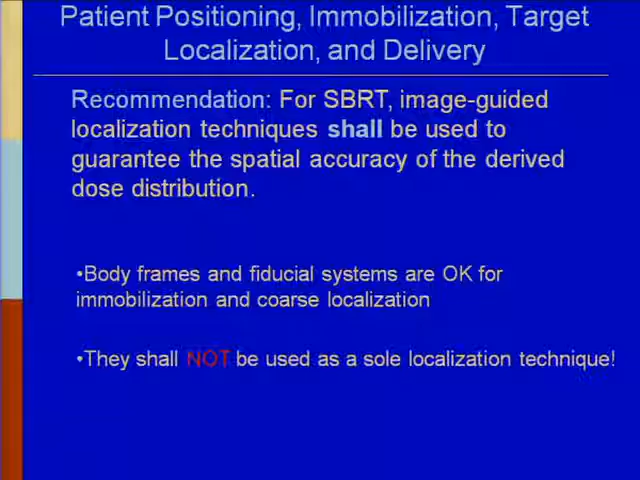 Patient Positioning, Immobilization, Target
Localization, and Delivery
Recommendation: For SBRT, image-guided
localization techniques shall be used to
guarantee the spatial accuracy of the derived
dose distribution.
•Body frames and fiducial systems are OK for
immobilization and coarse localization
•They shall NOT be used as a sole localization technique!